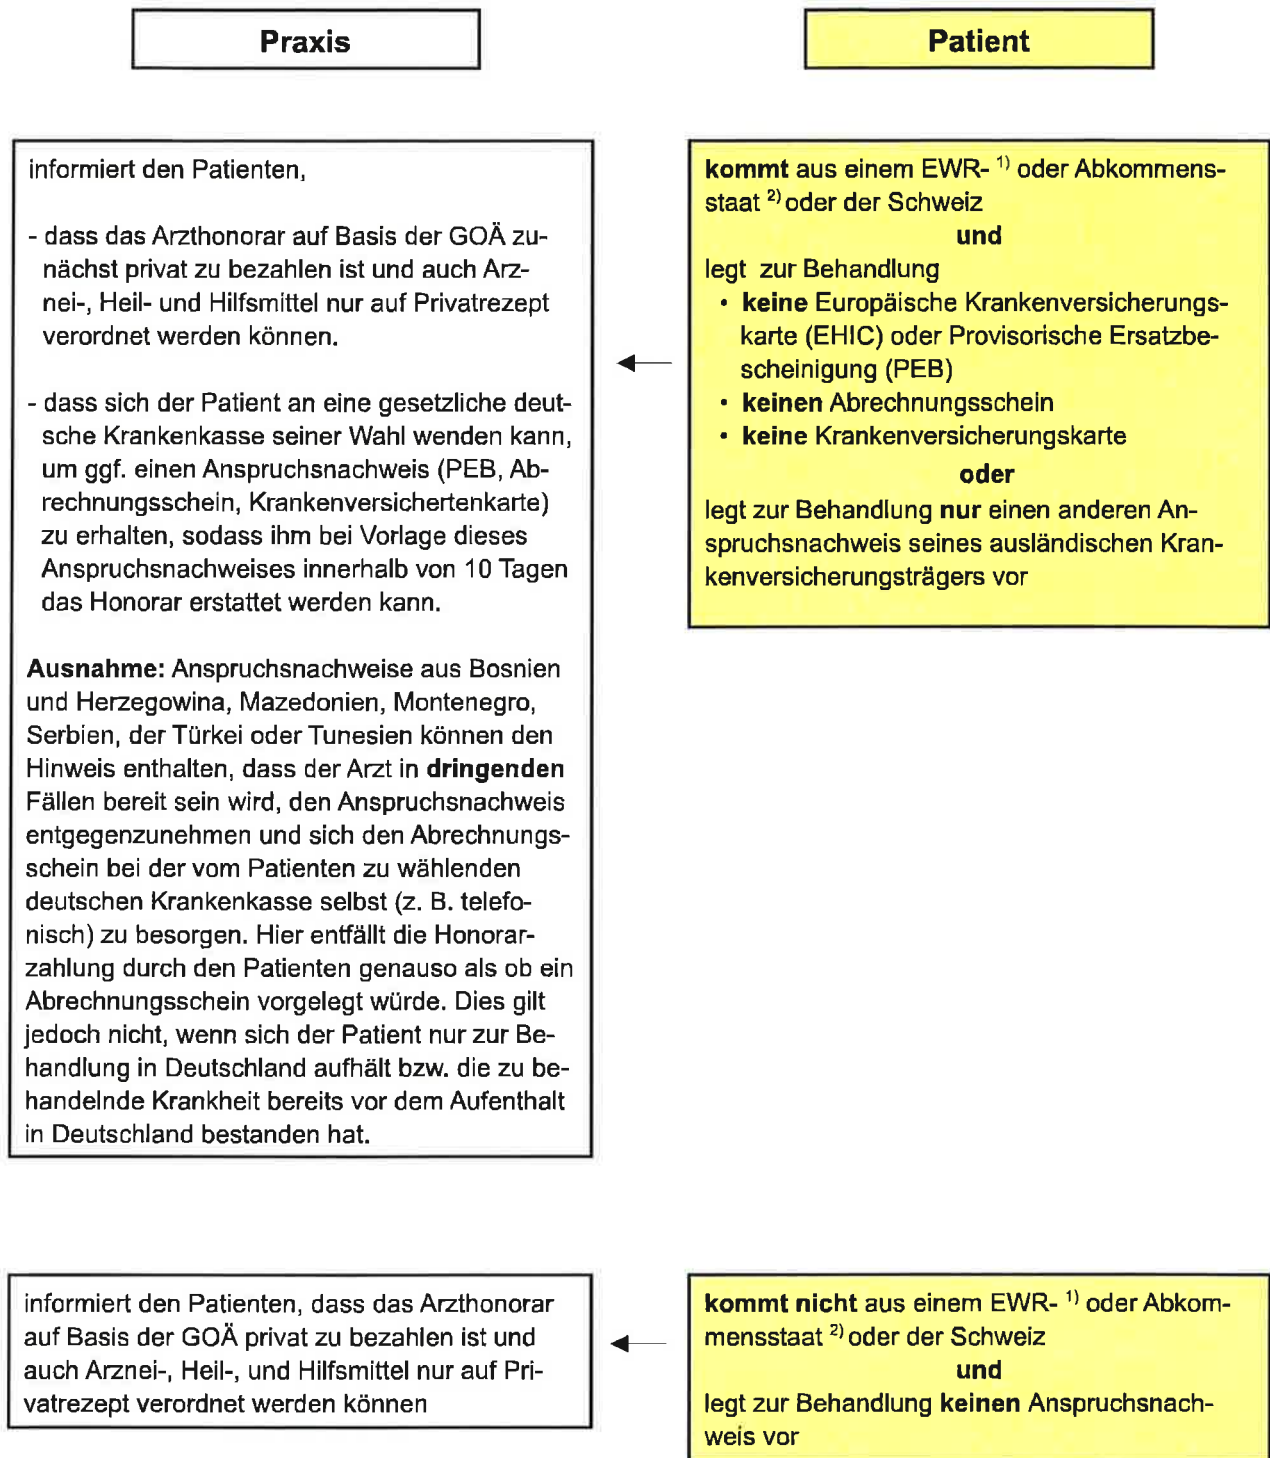 Praxis
Patient
informiert den Patienten,
- dass das Arzthonorar auf Basis der GOÄ zu-
nächst privat zu bezahlen ist und auch Arz-
nei-, Heil- und Hilfsmittel nur auf Privatrezept
verordnet werden können.
- dass sich der Patient an eine gesetzliche deut-
sche Krankenkasse seiner Wahl wenden kann,
um ggf. einen Anspruchsnachweis (PEB, Ab-
rechnungsschein, Krankenversichertenkarte)
zu erhalten, sodass ihm bei Vorlage dieses
Anspruchsnachweises innerhalb von 10 Tagen
das Honorar erstattet werden kann.
Ausnahme: Anspruchsnachweise aus Bosnien
und Herzegowina, Mazedonien, Montenegro,
Serbien, der Türkei oder Tunesien können den
Hinweis enthalten, dass der Arzt in dringenden
Fällen bereit sein wird, den Anspruchsnachweis
entgegenzunehmen und sich den Abrechnungs-
schein bei der vom Patienten zu wählenden
deutschen Krankenkasse selbst (z. B. telefo-
nisch) zu besorgen. Hier entfällt die Honorar-
zahlung durch den Patienten genauso als ob ein
Abrechnungsschein vorgelegt würde. Dies gilt
jedoch nicht, wenn sich der Patient nur zur Be-
handlung in Deutschland aufhält bzw. die zu be-
handelnde Krankheit bereits vor dem Aufenthalt
in Deutschland bestanden hat.
kommt aus einem EWR- 1) oder Abkommens-
staat 2) oder der Schweiz
und
legt zur Behandlung
• keine Europäische Krankenversicherungs-
karte (EHIC) oder Provisorische Ersatzbe-
scheinigung (PEB)
• keinen Abrechnungsschein
• keine Krankenversicherungskarte
oder
legt zur Behandlung nur einen anderen An-
spruchsnachweis seines ausländischen Kran-
kenversicherungsträgers vor
informiert den Patienten, dass das Arzthonorar
auf Basis der GOÄ privat zu bezahlen ist und
auch Arznei-, Heil-, und Hilfsmittel nur auf Pri-
vatrezept verordnet werden können
kommt nicht aus einem EWR- 1) oder Abkom-
mensstaat 2) oder der Schweiz
und
legt zur Behandlung keinen Anspruchsnach-
weis vor